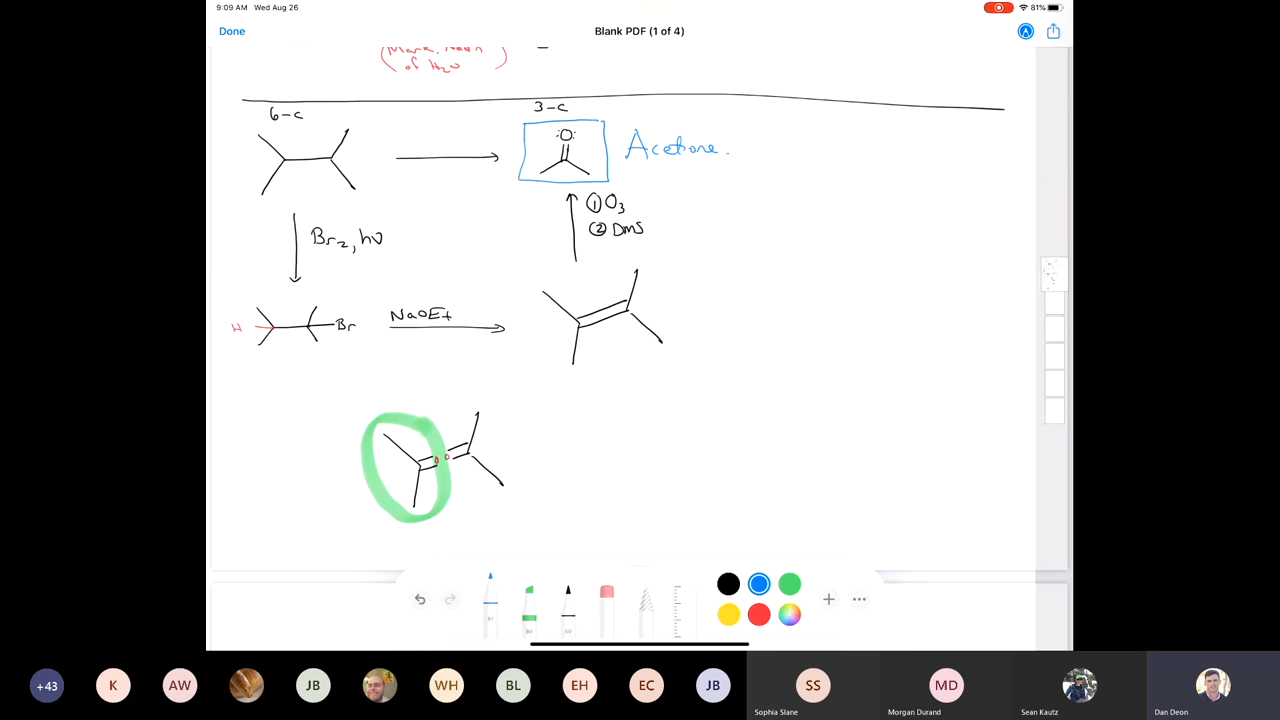 9:09 AM Wed Aug 26
81%
Done
Blank PDF (1 of 4)
of H₂O
6-c
3-c
:O:
Acetone.
① O₃
② DMS
Br₂, hν
H
Br
NaOEt
O O
+43
K
AW
JB
WH
BL
EH
EC
JB
SS
MD
Sophia Slane
Morgan Durand
Sean Kautz
Dan Deon